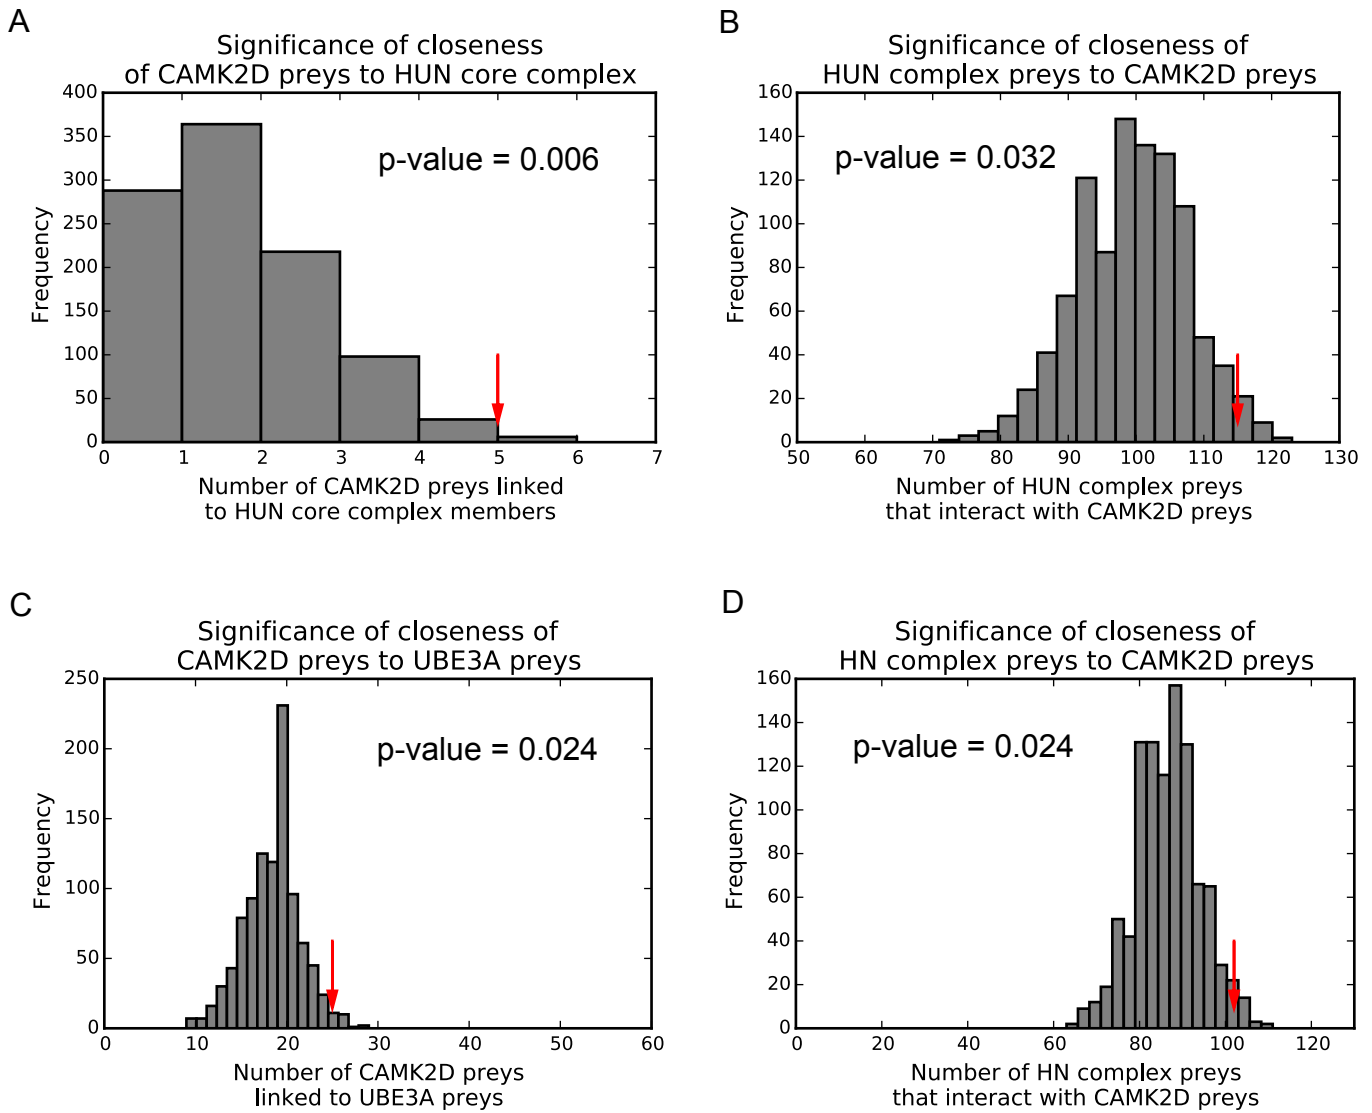 A
Significance of closeness
of CAMK2D preys to HUN core complex
400
350
300
250
200
150
100
50
0
Frequency
p-value = 0.006
0 1 2 3 4 5 6 7
Number of CAMK2D preys linked
to HUN core complex members
B
Significance of closeness of
HUN complex preys to CAMK2D preys
160
140
120
100
80
60
40
20
0
Frequency
p-value = 0.032
50 60 70 80 90 100 110 120 130
Number of HUN complex preys
that interact with CAMK2D preys
C
Significance of closeness of
CAMK2D preys to UBE3A preys
250
200
150
100
50
0
Frequency
p-value = 0.024
10 20 30 40 50 60
Number of CAMK2D preys
linked to UBE3A preys
D
Significance of closeness of
HN complex preys to CAMK2D preys
160
140
120
100
80
60
40
20
0
Frequency
p-value = 0.024
0 20 40 60 80 100 120
Number of HN complex preys
that interact with CAMK2D preys